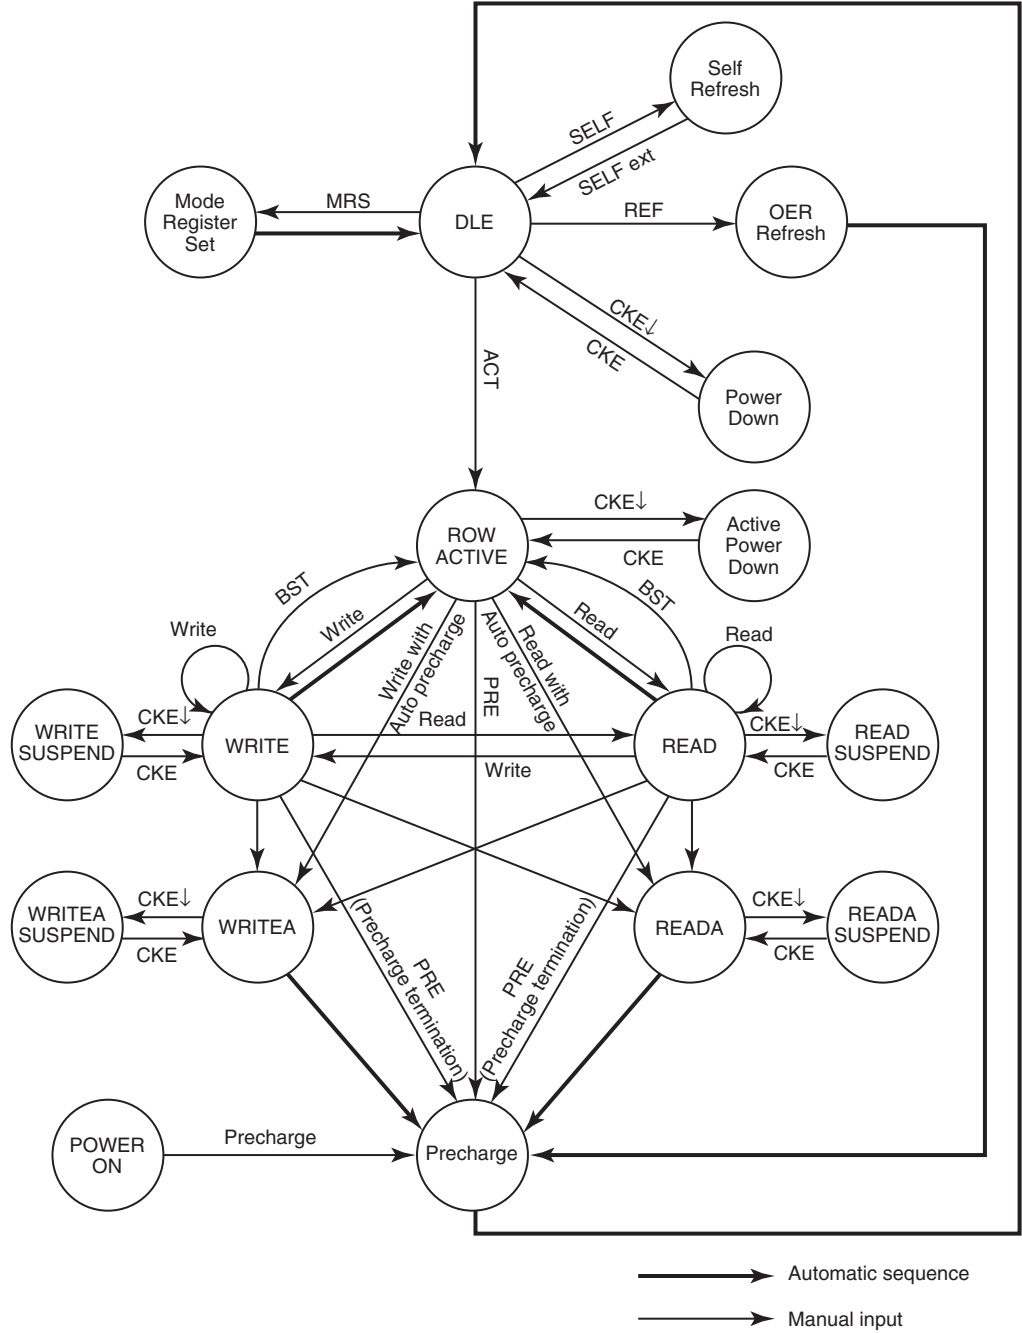 Self
Refresh
SELF
SELF ext
Mode
Register
Set
MRS
DLE
REF
OER
Refresh
CKE↓
CKE
Power
Down
ACT
ROW
ACTIVE
CKE↓
CKE
Active
Power
Down
BST
Write
Write
Write with
Auto precharge
PRE
Read with
Auto precharge
Read
BST
Read
WRITE
SUSPEND
CKE↓
CKE
WRITE
Read
Write
READ
CKE↓
CKE
READ
SUSPEND
WRITEA
SUSPEND
CKE↓
CKE
WRITEA
READA
CKE↓
CKE
READA
SUSPEND
PRE
(Precharge termination)
PRE
(Precharge termination)
POWER
ON
Precharge
Precharge
Automatic sequence
Manual input